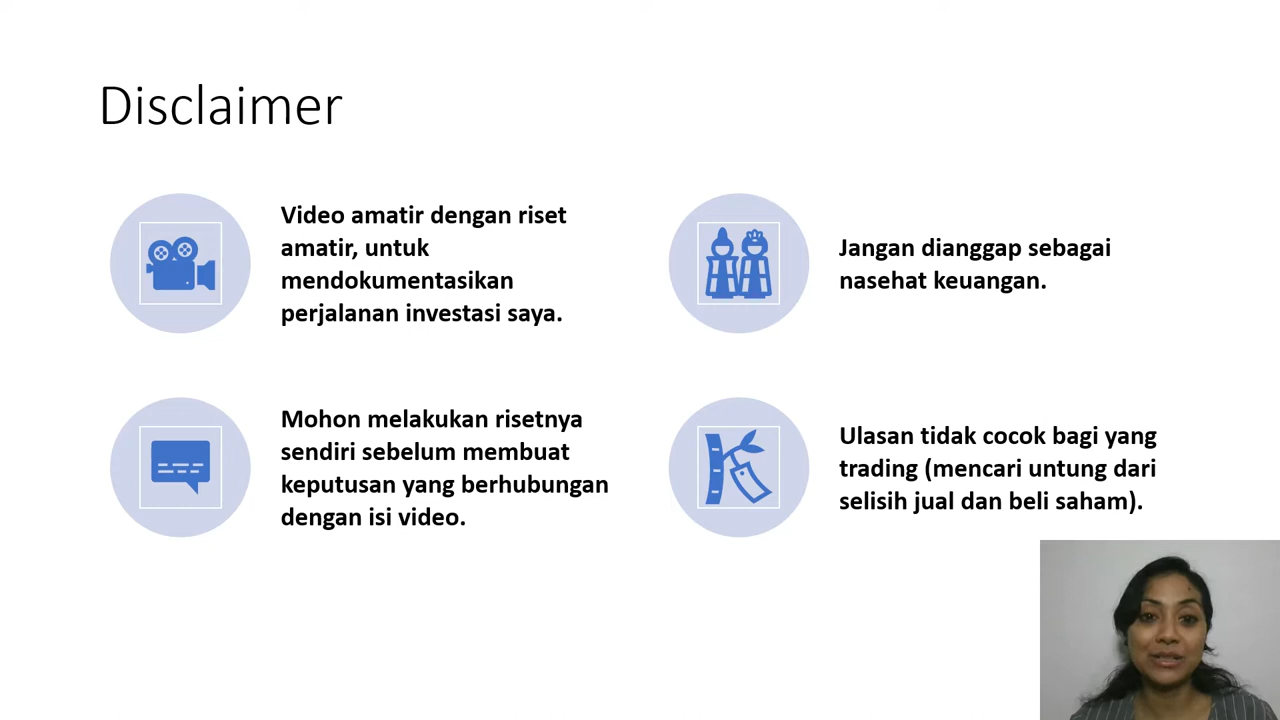 Disclaimer
Video amatir dengan riset
amatir, untuk
mendokumentasikan
perjalanan investasi saya.
Jangan dianggap sebagai
nasehat keuangan.
Mohon melakukan risetnya
sendiri sebelum membuat
keputusan yang berhubungan
dengan isi video.
Ulasan tidak cocok bagi yang
trading (mencari untung dari
selisih jual dan beli saham).